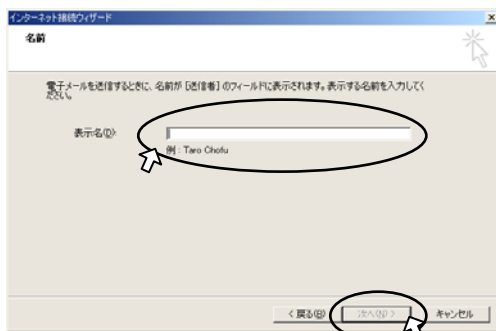 インターネット接続ウィザード
名前
電子メールを送信するときに、名前が [送信者] のフィールドに表示されます。表示する名前を入力してく
ださい。
表示名(D):
例 : Taro Chofu
< 戻る(B)
次へ(N) >
キャンセル